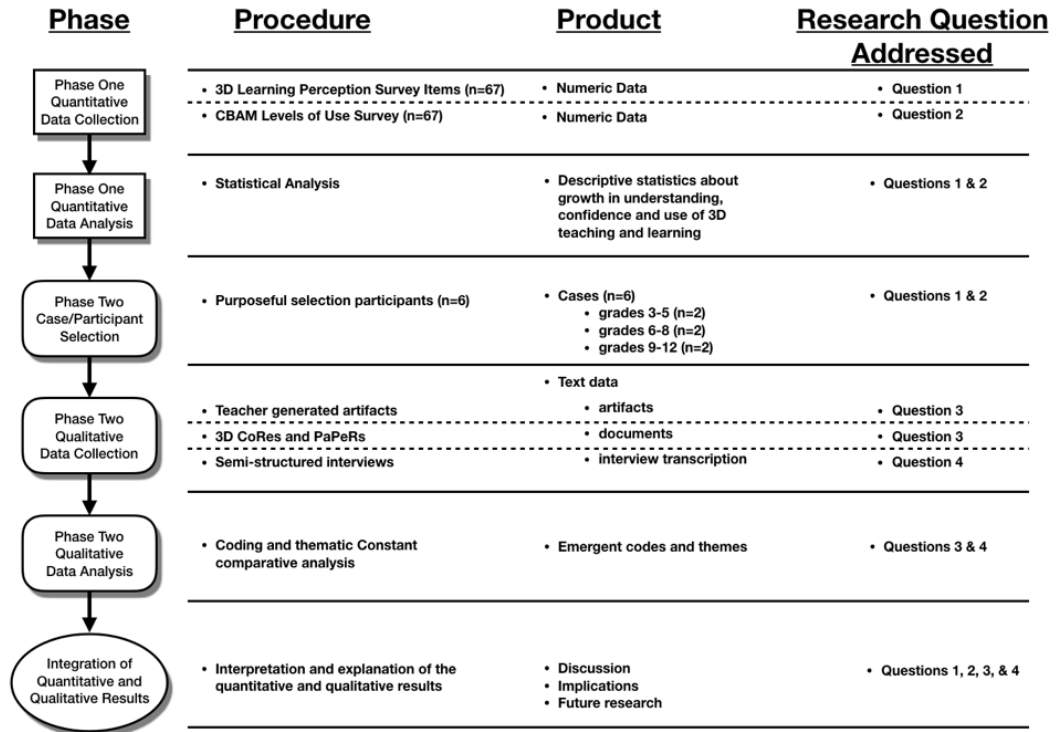 Phase
Procedure
Product
Research Question
Addressed
Phase One
Quantitative
Data Collection
• 3D Learning Perception Survey Items (n=67)
• Numeric Data
• Question 1
• CBAM Levels of Use Survey (n=67)
• Numeric Data
• Question 2
Phase One
Quantitative
Data Analysis
• Statistical Analysis
• Descriptive statistics about
growth in understanding,
confidence and use of 3D
teaching and learning
• Questions 1 & 2
Phase Two
Case/Participant
Selection
• Purposeful selection participants (n=6)
• Cases (n=6)
• grades 3-5 (n=2)
• grades 6-8 (n=2)
• grades 9-12 (n=2)
• Questions 1 & 2
Phase Two
Qualitative
Data Collection
• Text data
• Teacher generated artifacts
• artifacts
• Question 3
• 3D CoRes and PaPeRs
• documents
• Question 3
• Semi-structured interviews
• interview transcription
• Question 4
Phase Two
Qualitative
Data Analysis
• Coding and thematic Constant
comparative analysis
• Emergent codes and themes
• Questions 3 & 4
Integration of
Quantitative and
Qualitative Results
• Interpretation and explanation of the
quantitative and qualitative results
• Discussion
• Implications
• Future research
• Questions 1, 2, 3, & 4